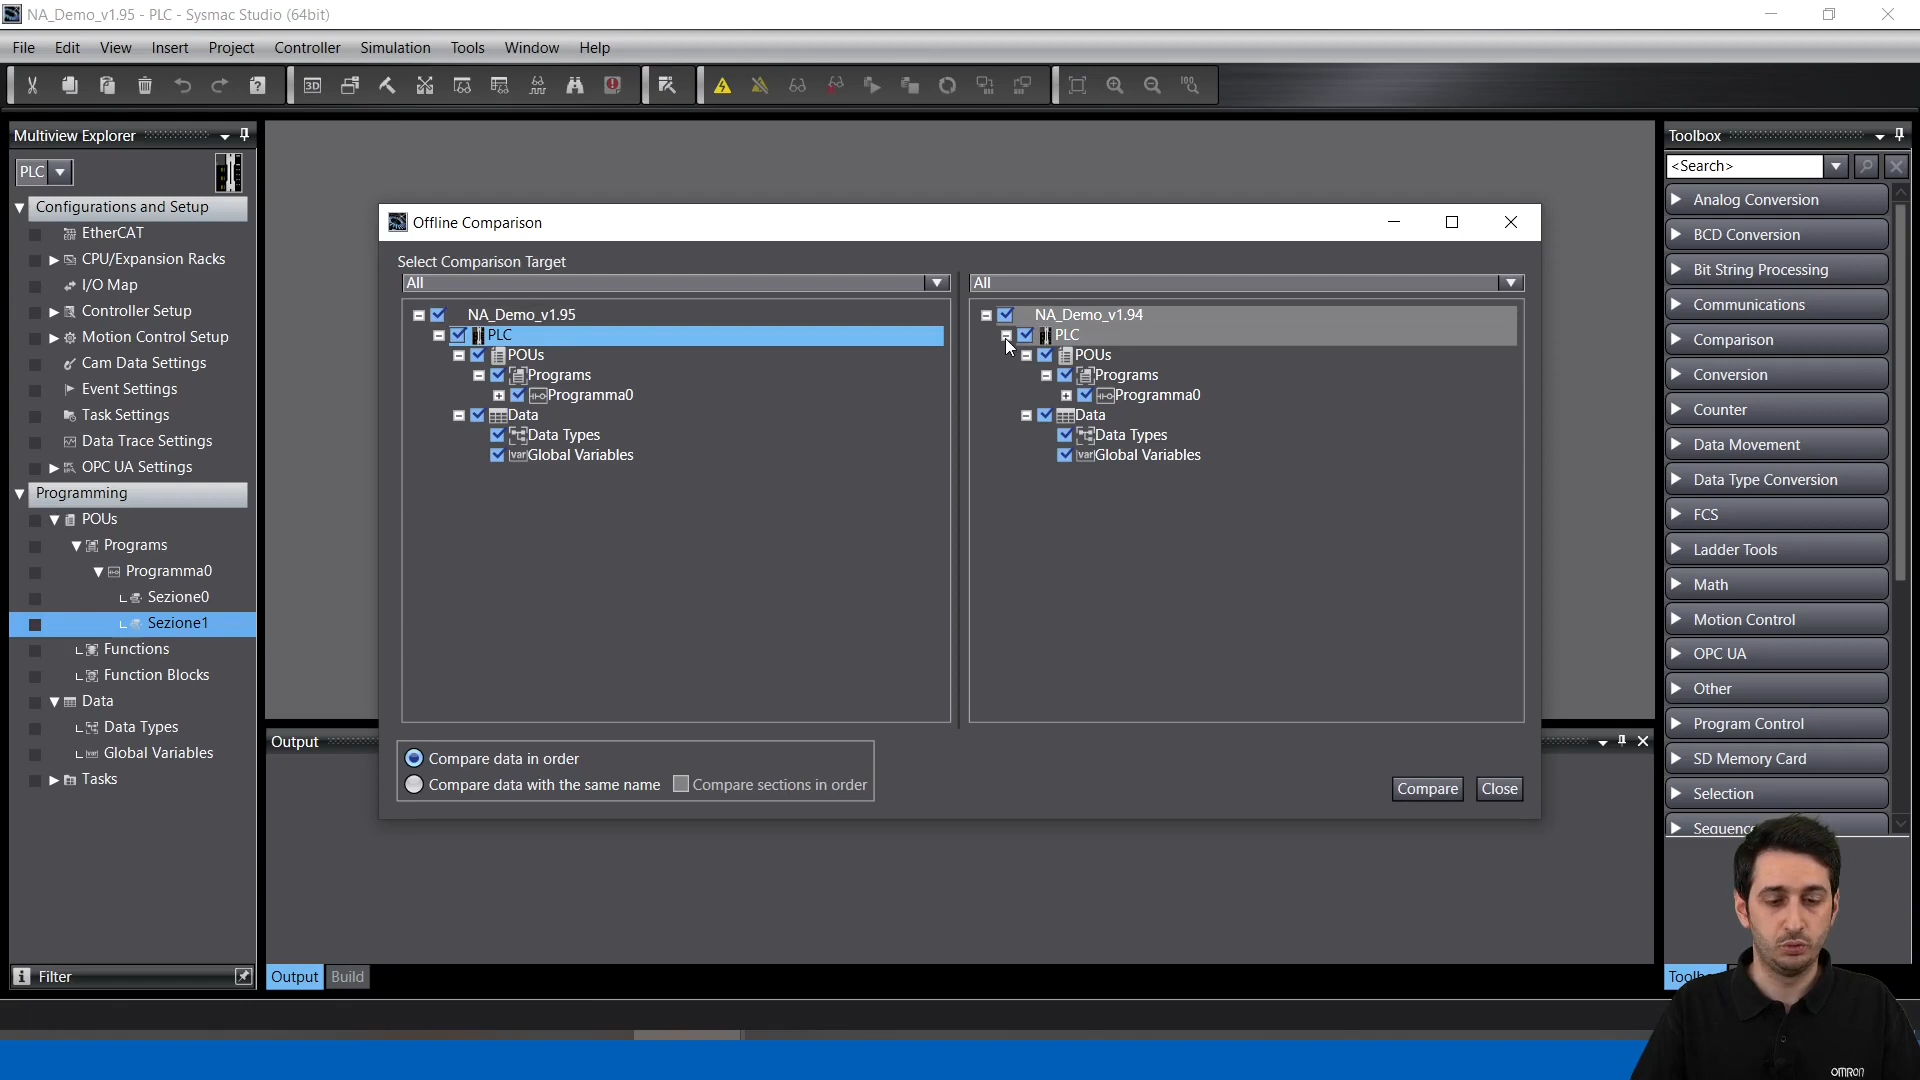 NA_Demo_v1.95 - PLC - Sysmac Studio (64bit)
File Edit View Insert Project Controller Simulation Tools Window Help
Multiview Explorer
PLC
Configurations and Setup
EtherCAT
CPU/Expansion Racks
I/O Map
Controller Setup
Motion Control Setup
Cam Data Settings
Event Settings
Task Settings
Data Trace Settings
OPC UA Settings
Programming
POUs
Programs
Programma0
Sezione0
Sezione1
Functions
Function Blocks
Data
Data Types
Global Variables
Tasks
Filter
Offline Comparison
Select Comparison Target
All
NA_Demo_v1.95
PLC
POUs
Programs
Programma0
Data
Data Types
Global Variables
All
NA_Demo_v1.94
PLC
POUs
Programs
Programma0
Data
Data Types
Global Variables
Compare data in order
Compare data with the same name Compare sections in order
Compare Close
Output
Output Build
Toolbox
<Search>
Analog Conversion
BCD Conversion
Bit String Processing
Communications
Comparison
Conversion
Counter
Data Movement
Data Type Conversion
FCS
Ladder Tools
Math
Motion Control
OPC UA
Other
Program Control
SD Memory Card
Selection
OMRON